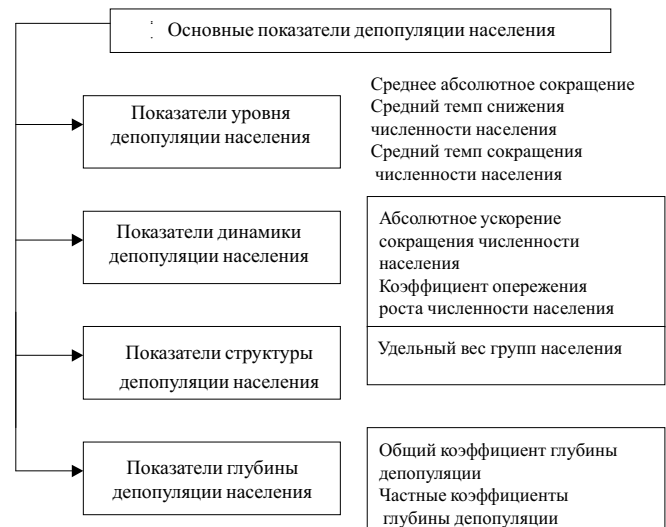 Основные показатели депопуляции населения
Показатели уровня
депопуляции населения
Среднее абсолютное сокращение
Средний темп снижения
численности населения
Средний темп сокращения
численности населения
Показатели динамики
депопуляции населения
Абсолютное ускорение
сокращения численности
населения
Коэффициент опережения
роста численности населения
Показатели структуры
депопуляции населения
Удельный вес групп населения
Показатели глубины
депопуляции населения
Общий коэффициент глубины
депопуляции
Частные коэффициенты
глубины депопуляции